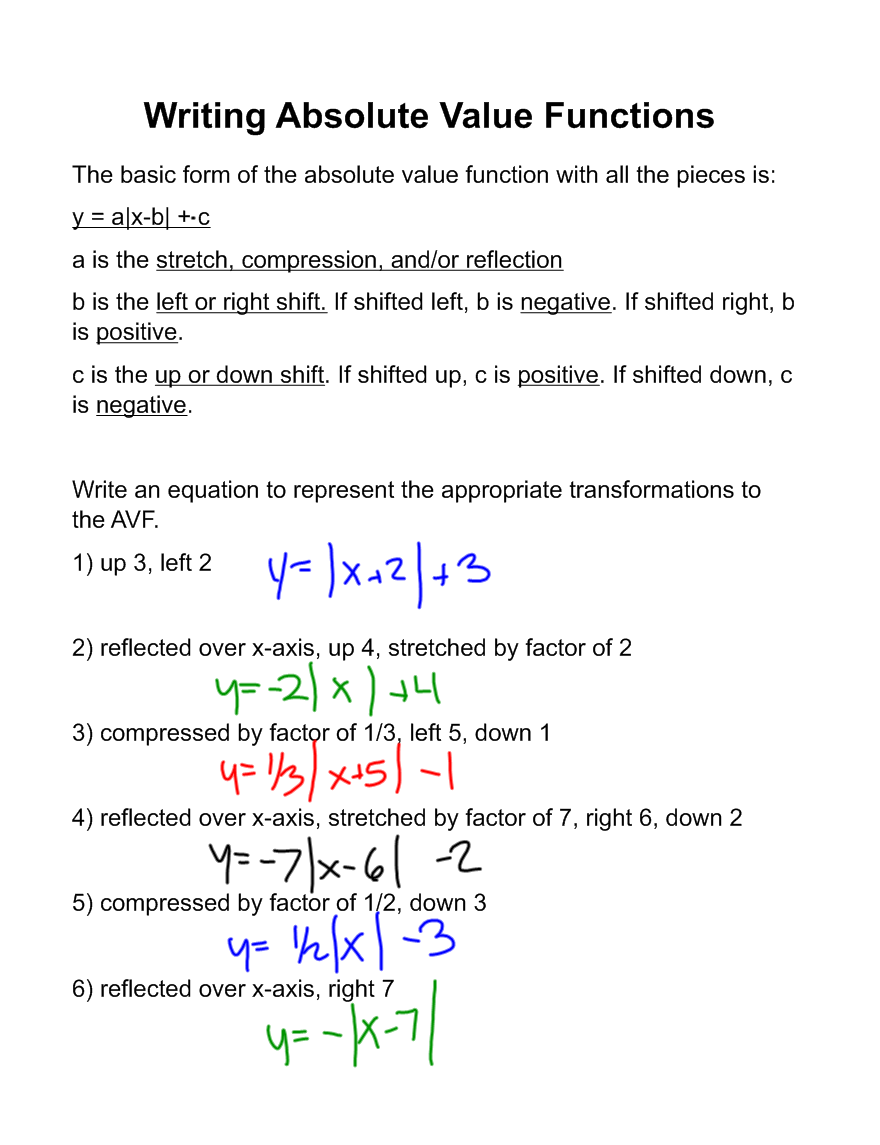 Writing Absolute Value Functions
The basic form of the absolute value function with all the pieces is:
y = a|x-b| + c
a is the stretch, compression, and/or reflection
b is the left or right shift. If shifted left, b is negative. If shifted right, b
is positive.
c is the up or down shift. If shifted up, c is positive. If shifted down, c
is negative.
Write an equation to represent the appropriate transformations to
the AVF.
1) up 3, left 2 y= |x+2|+3
2) reflected over x-axis, up 4, stretched by factor of 2
y=-2|x|+4
3) compressed by factor of 1/3, left 5, down 1
y=1/3|x+5|-1
4) reflected over x-axis, stretched by factor of 7, right 6, down 2
y=-7|x-6| -2
5) compressed by factor of 1/2, down 3
y= 1/2|x|-3
6) reflected over x-axis, right 7
y= -|x-7|